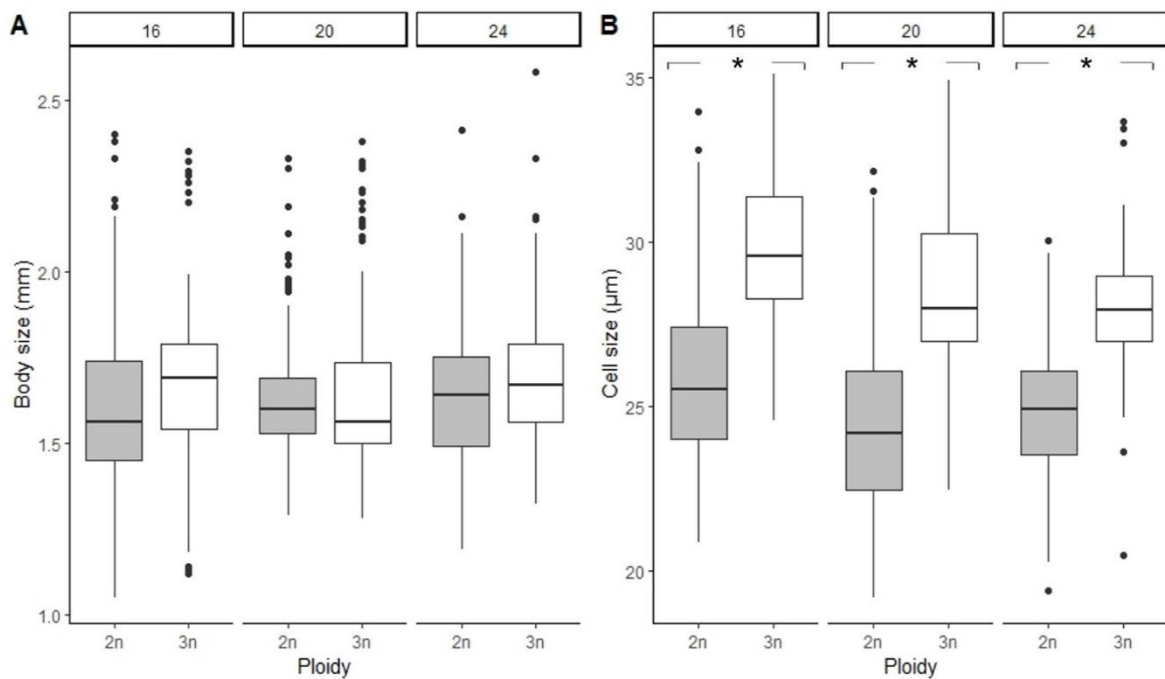 A
16 20 24
Body size (mm)
2.5
2.0
1.5
1.0
2n 3n 2n 3n 2n 3n
Ploidy
B
16 20 24
* * *
Cell size (µm)
35
30
25
20
2n 3n 2n 3n 2n 3n
Ploidy